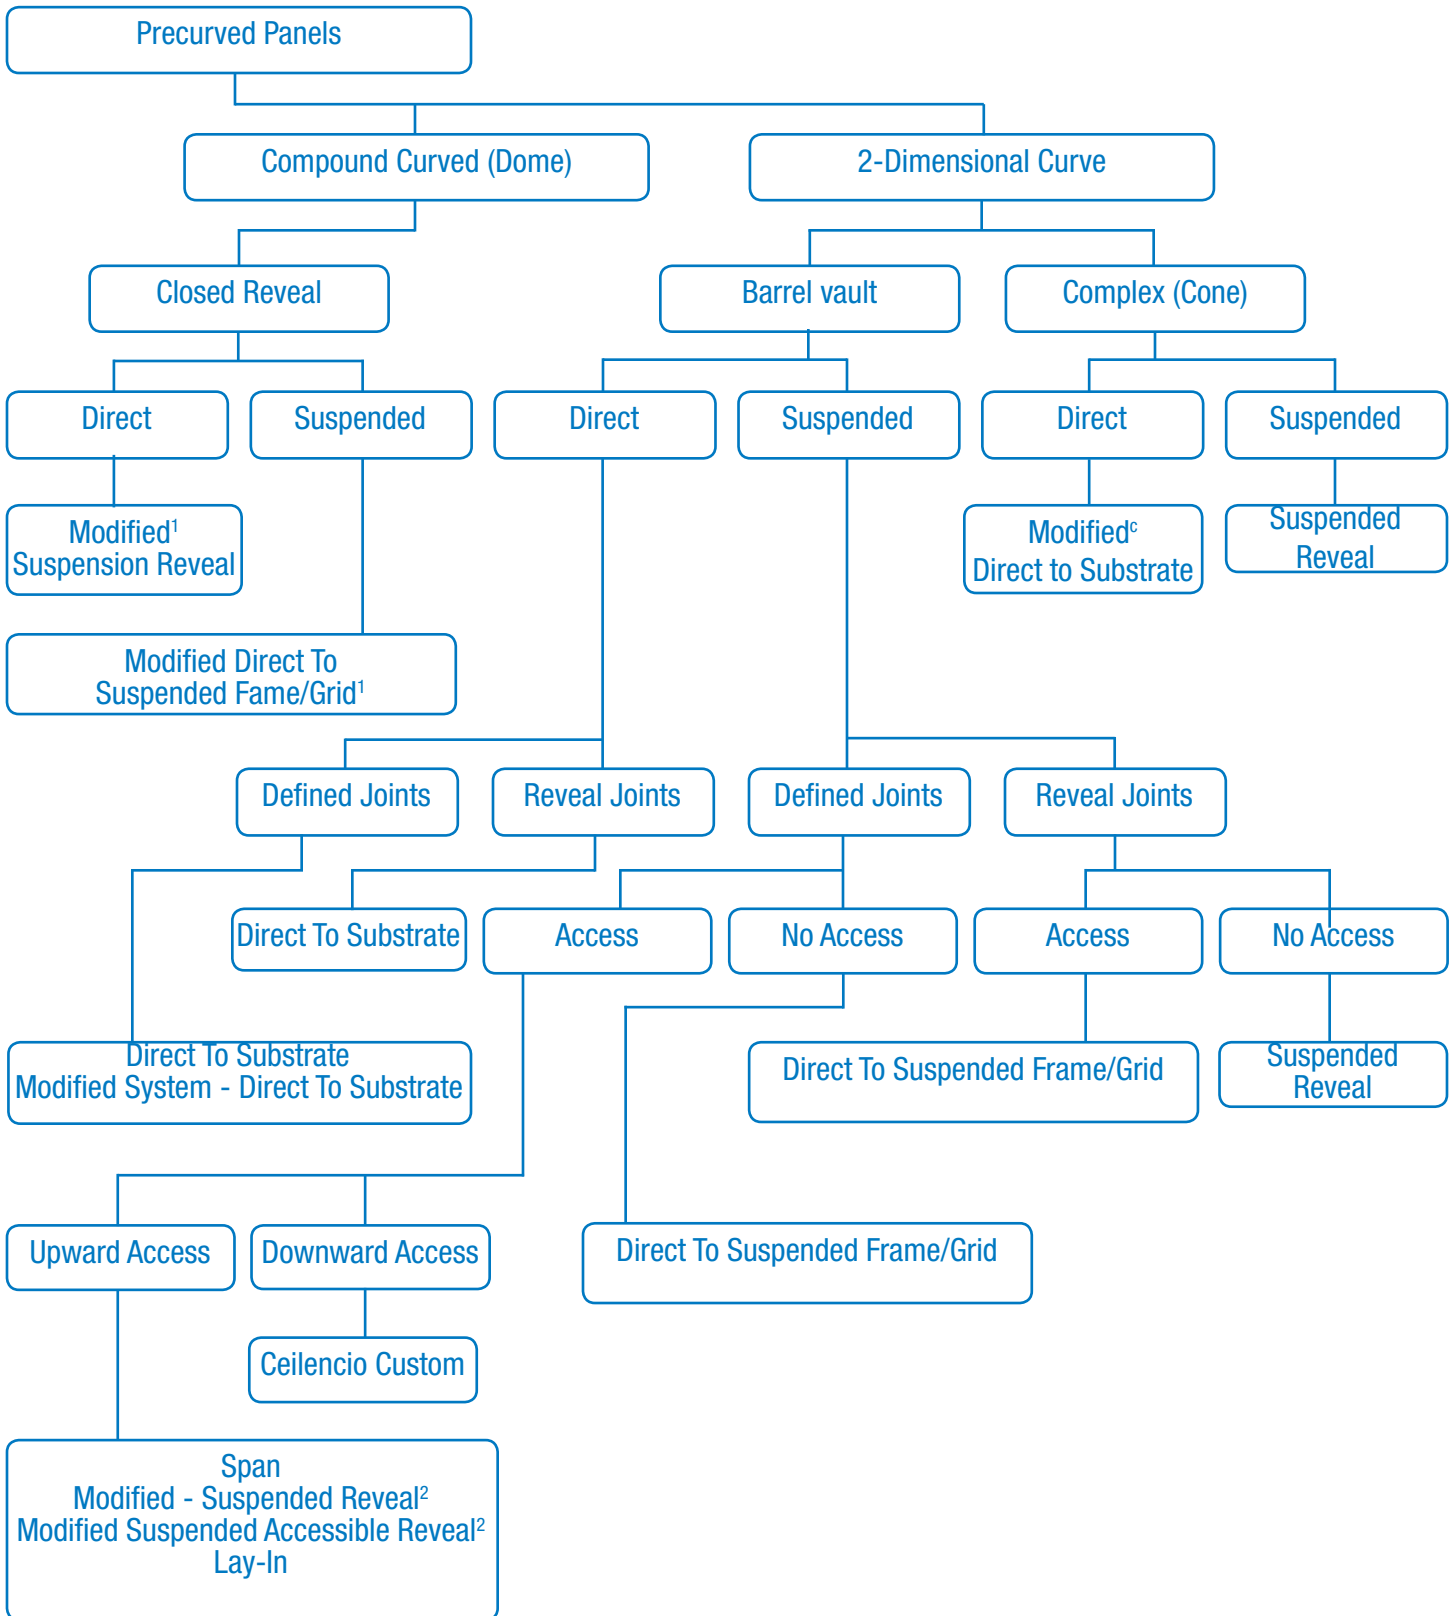 Precurved Panels
Compound Curved (Dome)
2-Dimensional Curve
Closed Reveal
Barrel vault
Complex (Cone)
Direct
Suspended
Direct
Suspended
Direct
Suspended
Modified¹
Suspension Reveal
Modifiedᶜ
Direct to Substrate
Suspended
Reveal
Modified Direct To
Suspended Fame/Grid¹
Defined Joints
Reveal Joints
Defined Joints
Reveal Joints
Direct To Substrate
Access
No Access
Access
No Access
Direct To Substrate
Modified System - Direct To Substrate
Direct To Suspended Frame/Grid
Suspended
Reveal
Upward Access
Downward Access
Direct To Suspended Frame/Grid
Ceilencio Custom
Span
Modified - Suspended Reveal²
Modified Suspended Accessible Reveal²
Lay-In